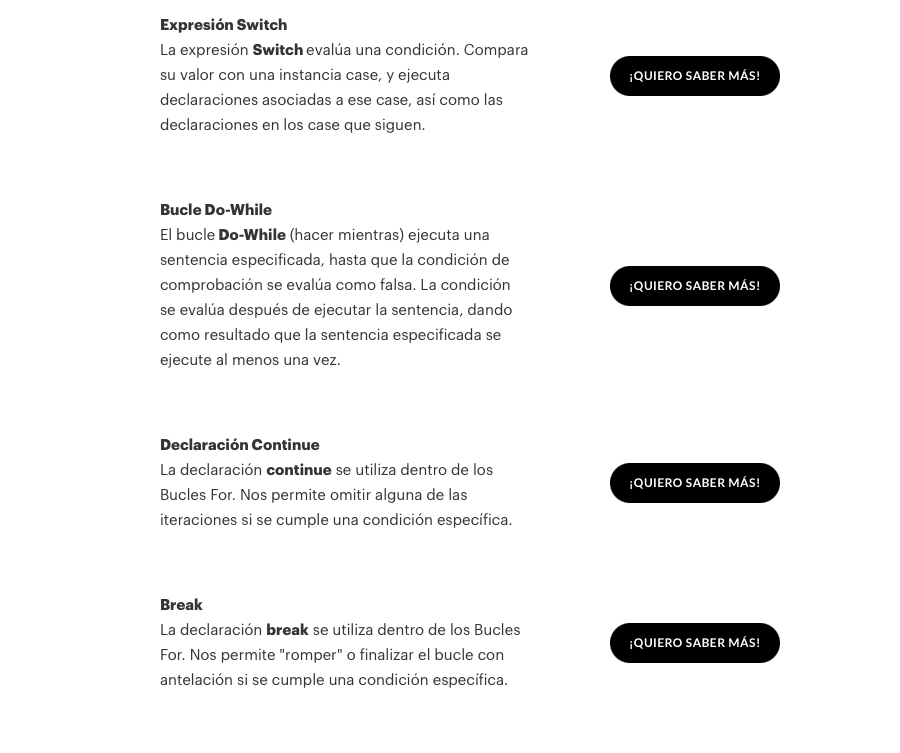 Expresión Switch
La expresión Switch evalúa una condición. Compara
su valor con una instancia case, y ejecuta
declaraciones asociadas a ese case, así como las
declaraciones en los case que siguen.
¡QUIERO SABER MÁS!
Bucle Do-While
El bucle Do-While (hacer mientras) ejecuta una
sentencia especificada, hasta que la condición de
comprobación se evalúa como falsa. La condición
se evalúa después de ejecutar la sentencia, dando
como resultado que la sentencia especificada se
ejecute al menos una vez.
¡QUIERO SABER MÁS!
Declaración Continue
La declaración continue se utiliza dentro de los
Bucles For. Nos permite omitir alguna de las
iteraciones si se cumple una condición específica.
¡QUIERO SABER MÁS!
Break
La declaración break se utiliza dentro de los Bucles
For. Nos permite "romper" o finalizar el bucle con
antelación si se cumple una condición específica.
¡QUIERO SABER MÁS!